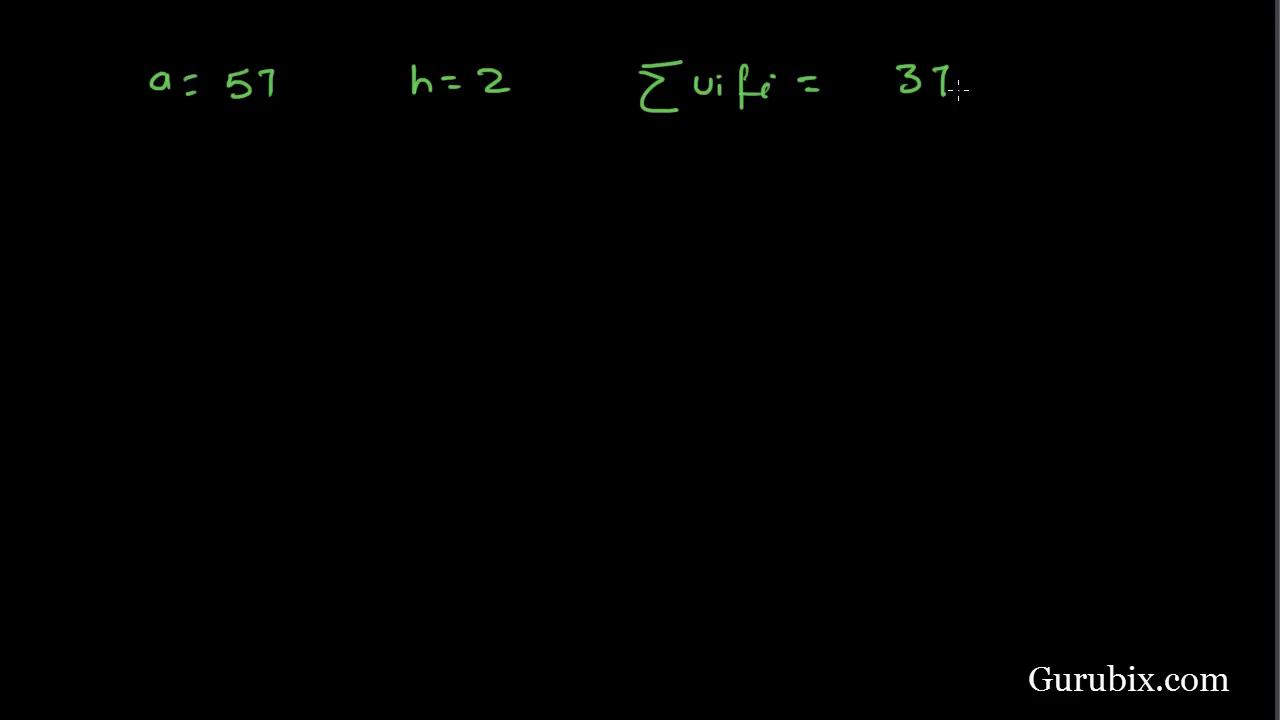 a = 57 h = 2 ∑ uifi = 37
Gurubix.com